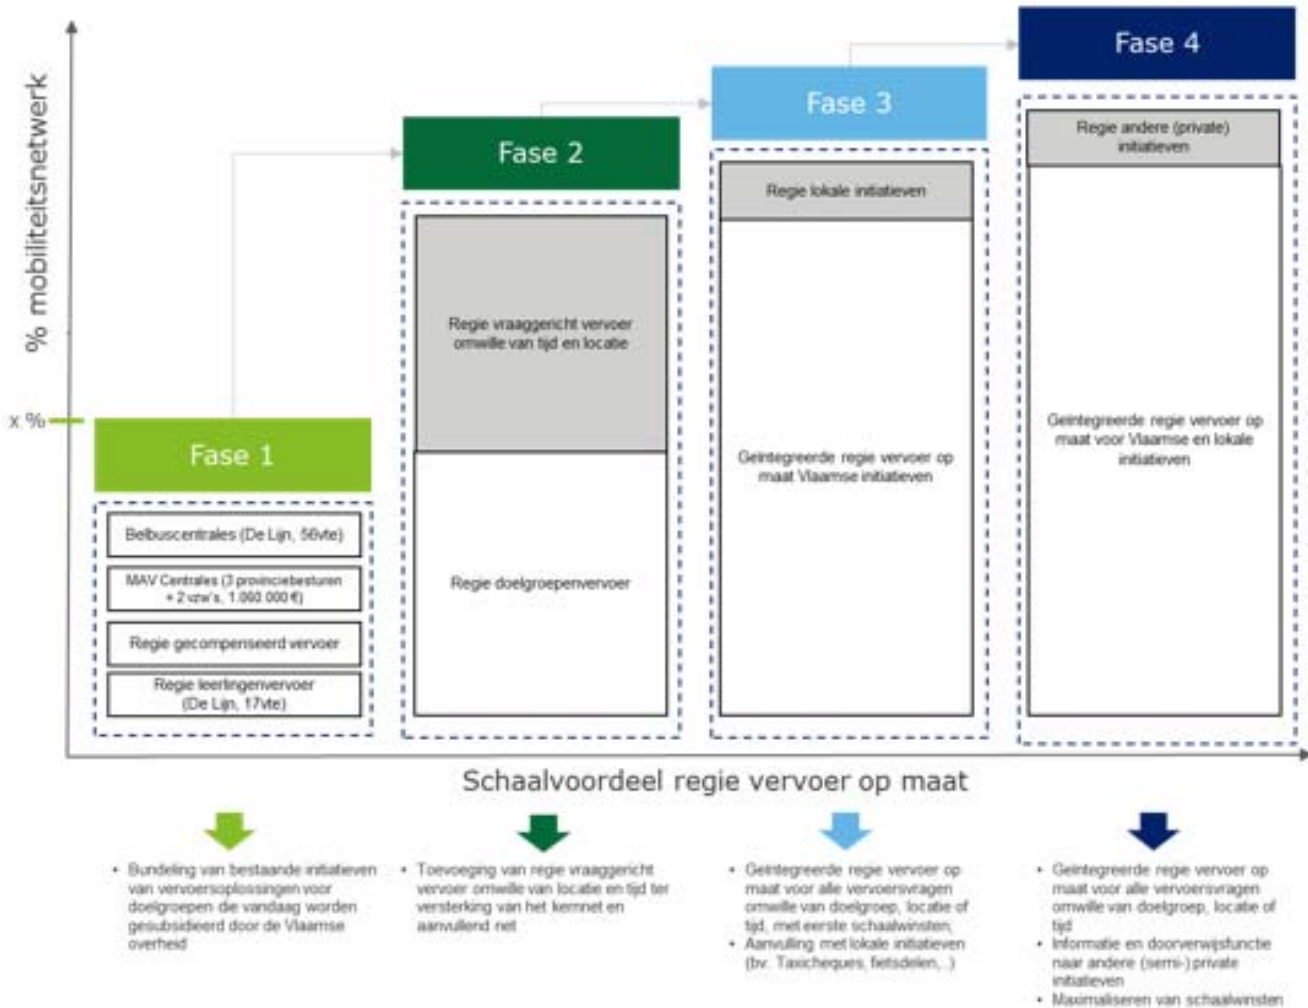 % mobiliteitsnetwerk
x %
Fase 1
Belbuscentrales (De Lijn, 56vte)
MAV Centrales (3 provinciebesturen
+ 2 vzw's, 1.060.000 €)
Regie gecompenseerd vervoer
Regie leerlingenvervoer
(De Lijn, 17vte)
Fase 2
Regie vraaggericht vervoer
omwille van tijd en locatie
Regie doelgroepenvervoer
Fase 3
Regie lokale initiatieven
Geïntegreerde regie vervoer op
maat Vlaamse initiatieven
Fase 4
Regie andere (private)
initiatieven
Geïntegreerde regie vervoer op
maat voor Vlaamse en lokale
initiatieven
Schaalvoordeel regie vervoer op maat
• Bundeling van bestaande initiatieven
van vervoersoplossingen voor
doelgroepen die vandaag worden
gesubsidieerd door de Vlaamse
overheid
• Toevoeging van regie vraaggericht
vervoer omwille van locatie en tijd ter
versterking van het kernnet en
aanvullend net
• Geïntegreerde regie vervoer op
maat voor alle vervoersvragen
omwille van doelgroep, locatie of
tijd, met eerste schaalwinsten,
• Aanvulling met lokale initiatieven
(bv. Taxicheques, fietsdelen,..)
• Geïntegreerde regie vervoer op
maat voor alle vervoersvragen
omwille van doelgroep, locatie of
tijd
• Informatie en doorverwijsfunctie
naar andere (semi-) private
initiatieven
• Maximaliseren van schaalwinsten